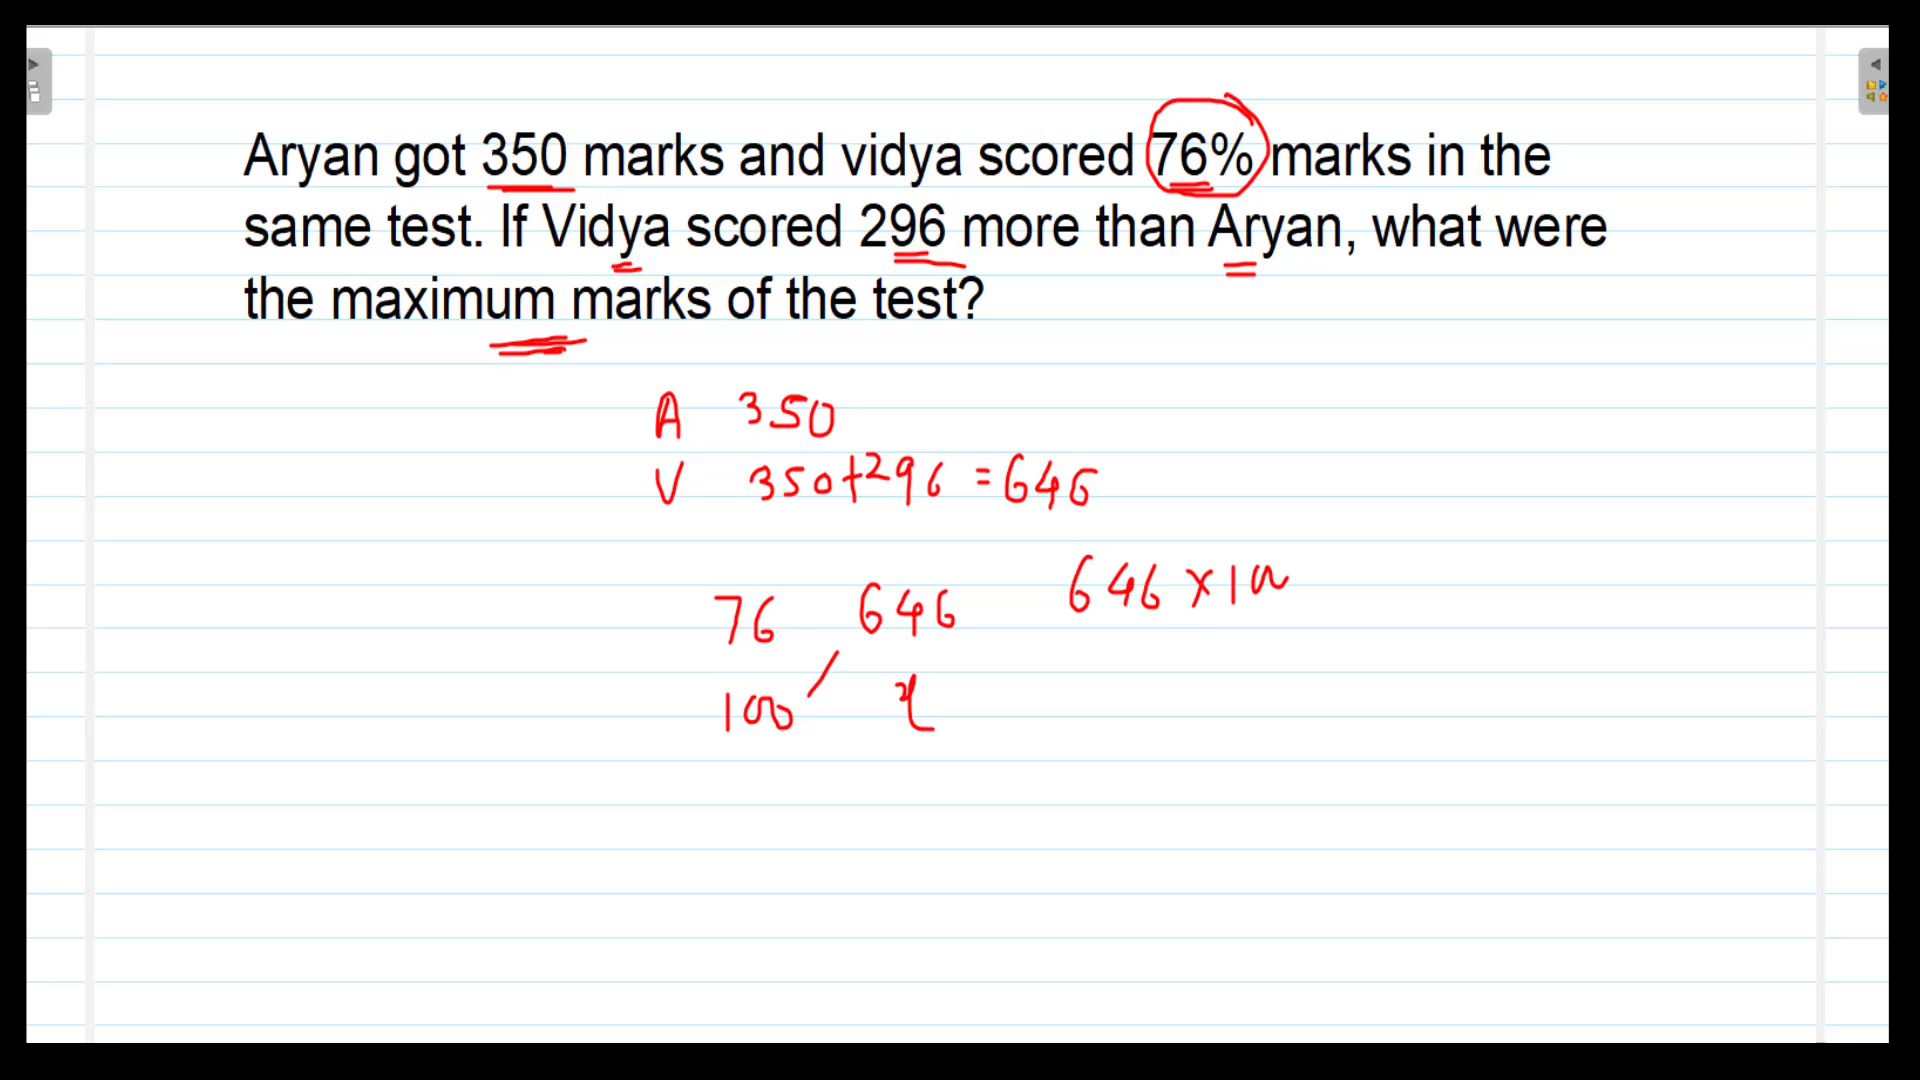 Aryan got 350 marks and vidya scored 76% marks in the
same test. If Vidya scored 296 more than Aryan, what were
the maximum marks of the test?
A 350
V 350+296 = 646
76 646 646 x 100
100 x